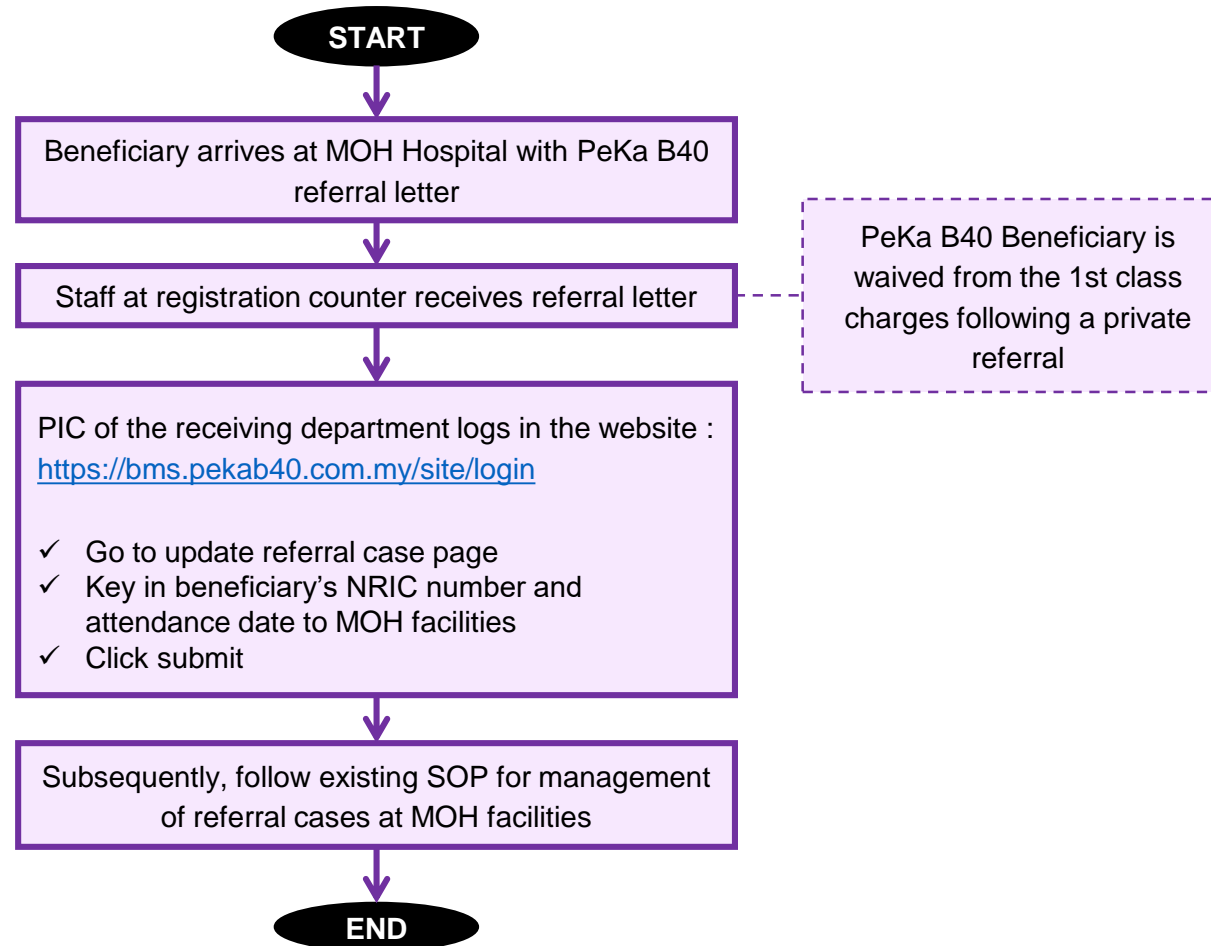 START
Beneficiary arrives at MOH Hospital with PeKa B40
referral letter
Staff at registration counter receives referral letter
PeKa B40 Beneficiary is
waived from the 1st class
charges following a private
referral
PIC of the receiving department logs in the website :
https://bms.pekab40.com.my/site/login
✓ Go to update referral case page
✓ Key in beneficiary’s NRIC number and
attendance date to MOH facilities
✓ Click submit
Subsequently, follow existing SOP for management
of referral cases at MOH facilities
END